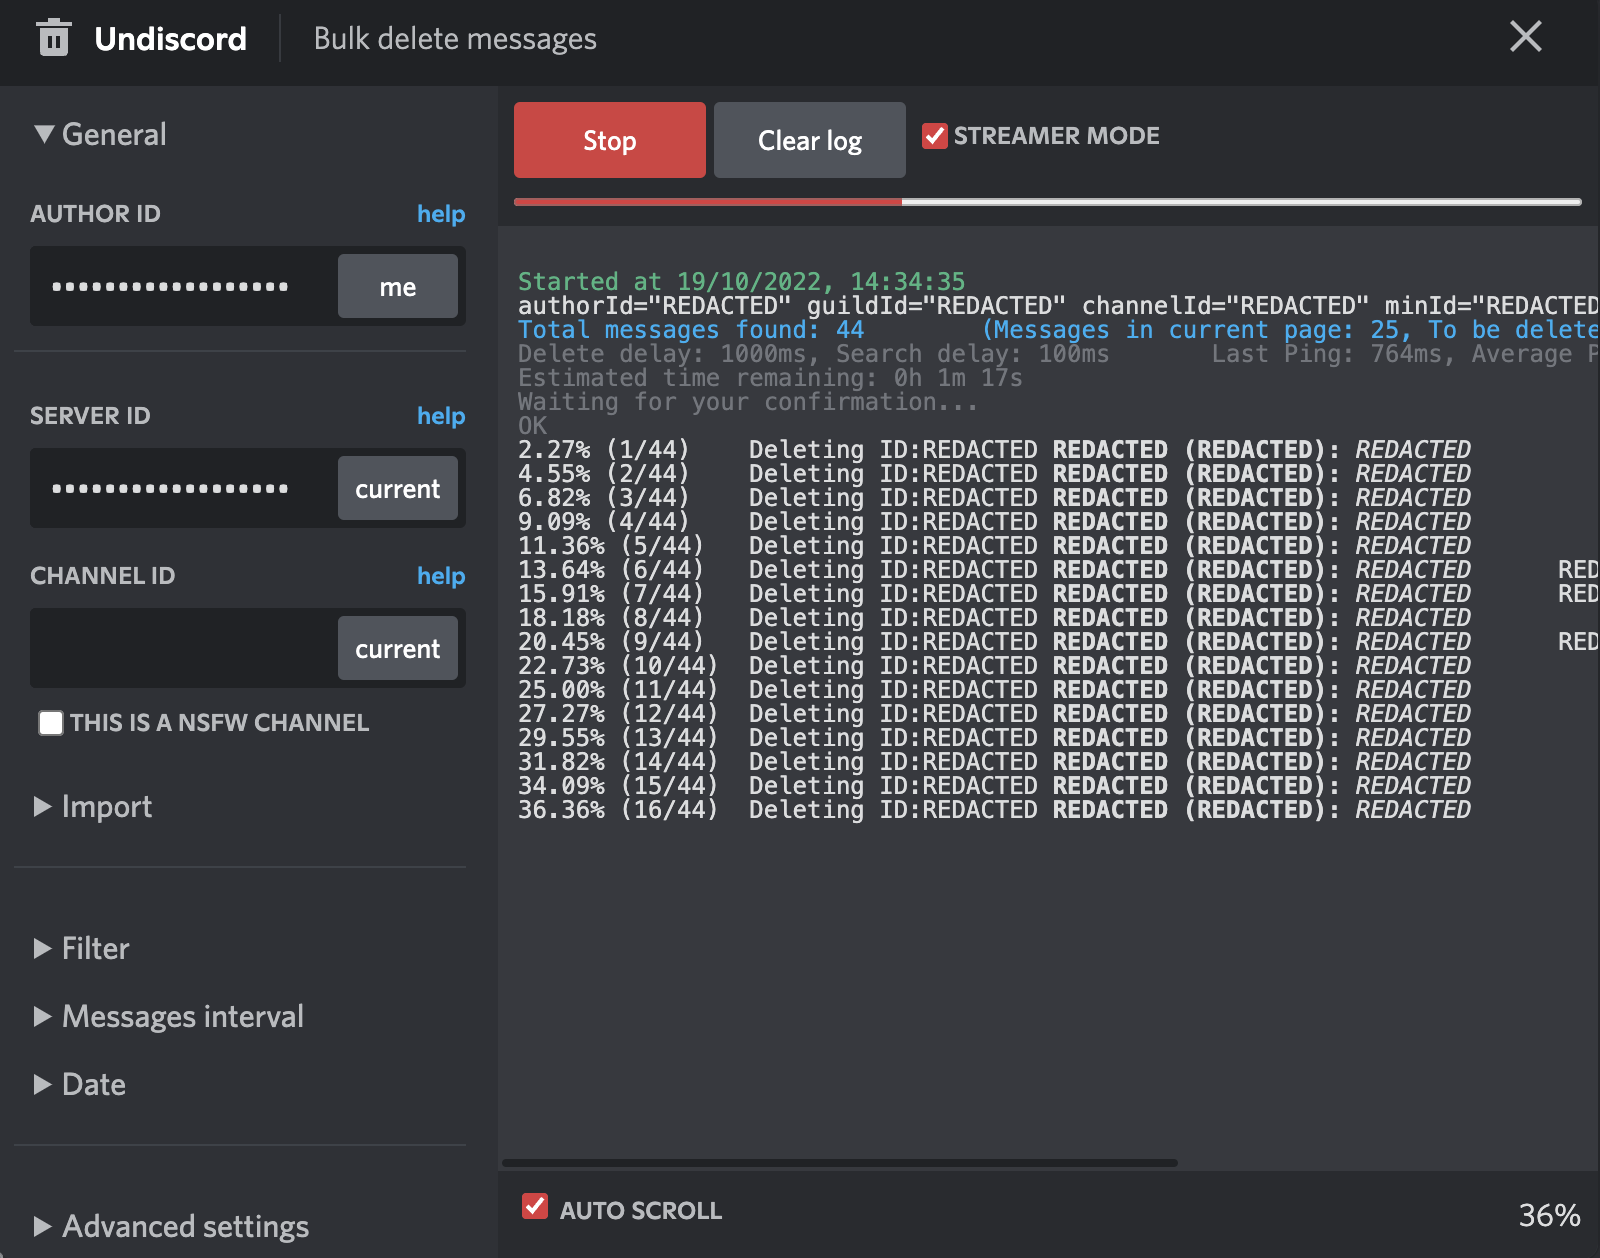 Undiscord
Bulk delete messages
General
AUTHOR ID help
me
SERVER ID help
current
CHANNEL ID help
current
THIS IS A NSFW CHANNEL
Import
Filter
Messages interval
Date
Advanced settings
Stop
Clear log
STREAMER MODE
Started at 19/10/2022, 14:34:35
authorId="REDACTED" guildId="REDACTED" channelId="REDACTED" minId="REDACTED
Total messages found: 44 (Messages in current page: 25, To be delete
Delete delay: 1000ms, Search delay: 100ms Last Ping: 764ms, Average P
Estimated time remaining: 0h 1m 17s
Waiting for your confirmation...
OK
2.27% (1/44) Deleting ID:REDACTED REDACTED (REDACTED): REDACTED
4.55% (2/44) Deleting ID:REDACTED REDACTED (REDACTED): REDACTED
6.82% (3/44) Deleting ID:REDACTED REDACTED (REDACTED): REDACTED
9.09% (4/44) Deleting ID:REDACTED REDACTED (REDACTED): REDACTED
11.36% (5/44) Deleting ID:REDACTED REDACTED (REDACTED): REDACTED
13.64% (6/44) Deleting ID:REDACTED REDACTED (REDACTED): REDACTED RED
15.91% (7/44) Deleting ID:REDACTED REDACTED (REDACTED): REDACTED RED
18.18% (8/44) Deleting ID:REDACTED REDACTED (REDACTED): REDACTED
20.45% (9/44) Deleting ID:REDACTED REDACTED (REDACTED): REDACTED RED
22.73% (10/44) Deleting ID:REDACTED REDACTED (REDACTED): REDACTED
25.00% (11/44) Deleting ID:REDACTED REDACTED (REDACTED): REDACTED
27.27% (12/44) Deleting ID:REDACTED REDACTED (REDACTED): REDACTED
29.55% (13/44) Deleting ID:REDACTED REDACTED (REDACTED): REDACTED
31.82% (14/44) Deleting ID:REDACTED REDACTED (REDACTED): REDACTED
34.09% (15/44) Deleting ID:REDACTED REDACTED (REDACTED): REDACTED
36.36% (16/44) Deleting ID:REDACTED REDACTED (REDACTED): REDACTED
AUTO SCROLL
36%